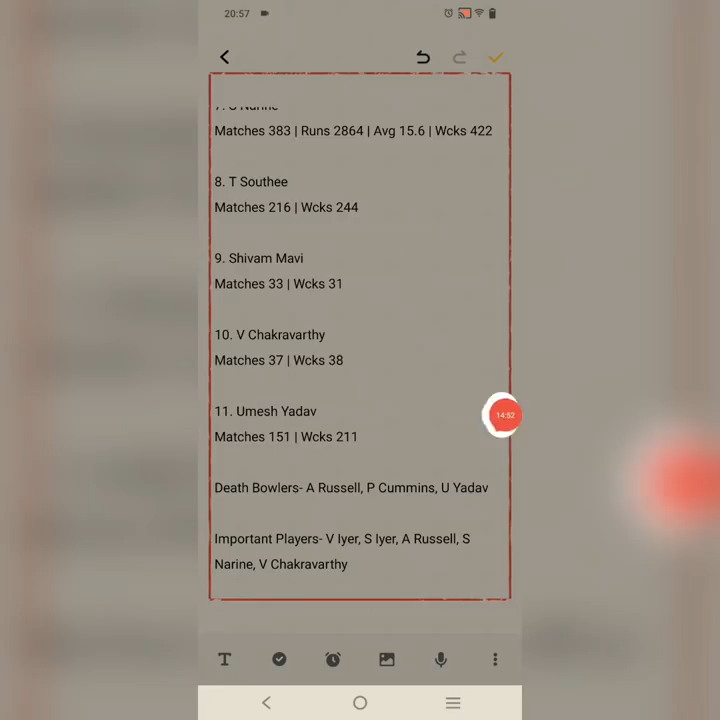 20:57
Matches 383 | Runs 2864 | Avg 15.6 | Wcks 422
8. T Southee
Matches 216 | Wcks 244
9. Shivam Mavi
Matches 33 | Wcks 31
10. V Chakravarthy
Matches 37 | Wcks 38
14:52
11. Umesh Yadav
Matches 151 | Wcks 211
Death Bowlers- A Russell, P Cummins, U Yadav
Important Players- V Iyer, S Iyer, A Russell, S
Narine, V Chakravarthy
T